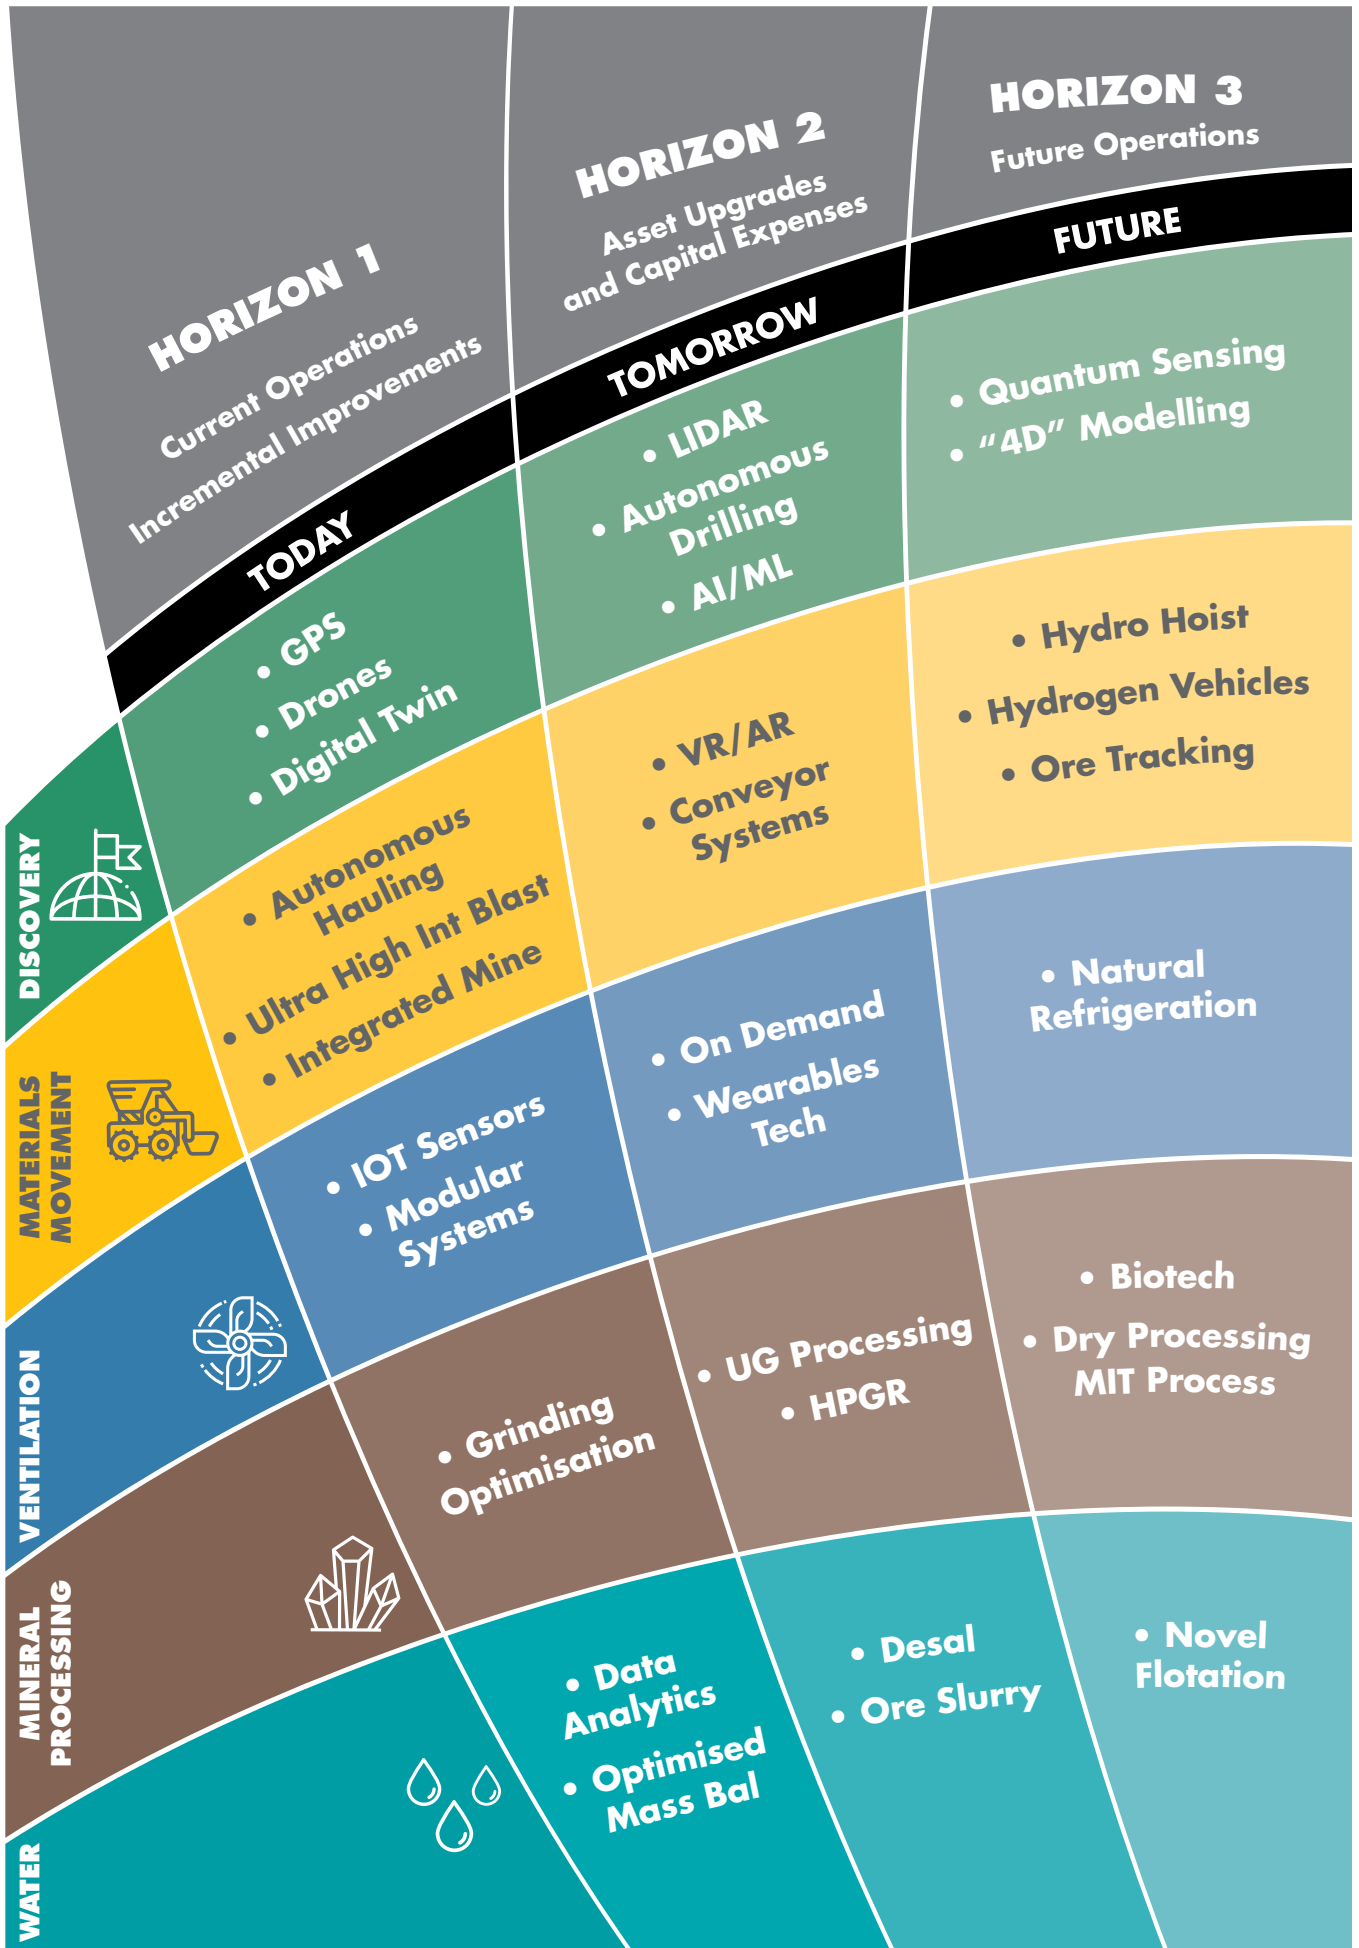 HORIZON 1
Current Operations
Incremental Improvements
HORIZON 2
Asset Upgrades
and Capital Expenses
HORIZON 3
Future Operations
TODAY
TOMORROW
FUTURE
DISCOVERY
• GPS
• Drones
• Digital Twin
• LIDAR
• Autonomous
Drilling
• AI/ML
• Quantum Sensing
• “4D” Modelling
MATERIALS
MOVEMENT
• Autonomous
Hauling
• Ultra High Int Blast
• Integrated Mine
• VR/AR
• Conveyor
Systems
• Hydro Hoist
• Hydrogen Vehicles
• Ore Tracking
VENTILATION
• IOT Sensors
• Modular
Systems
• On Demand
• Wearables
Tech
• Natural
Refrigeration
MINERAL
PROCESSING
• Grinding
Optimisation
• UG Processing
• HPGR
• Biotech
• Dry Processing
MIT Process
WATER
• Data
Analytics
• Optimised
Mass Bal
• Desal
• Ore Slurry
• Novel
Flotation